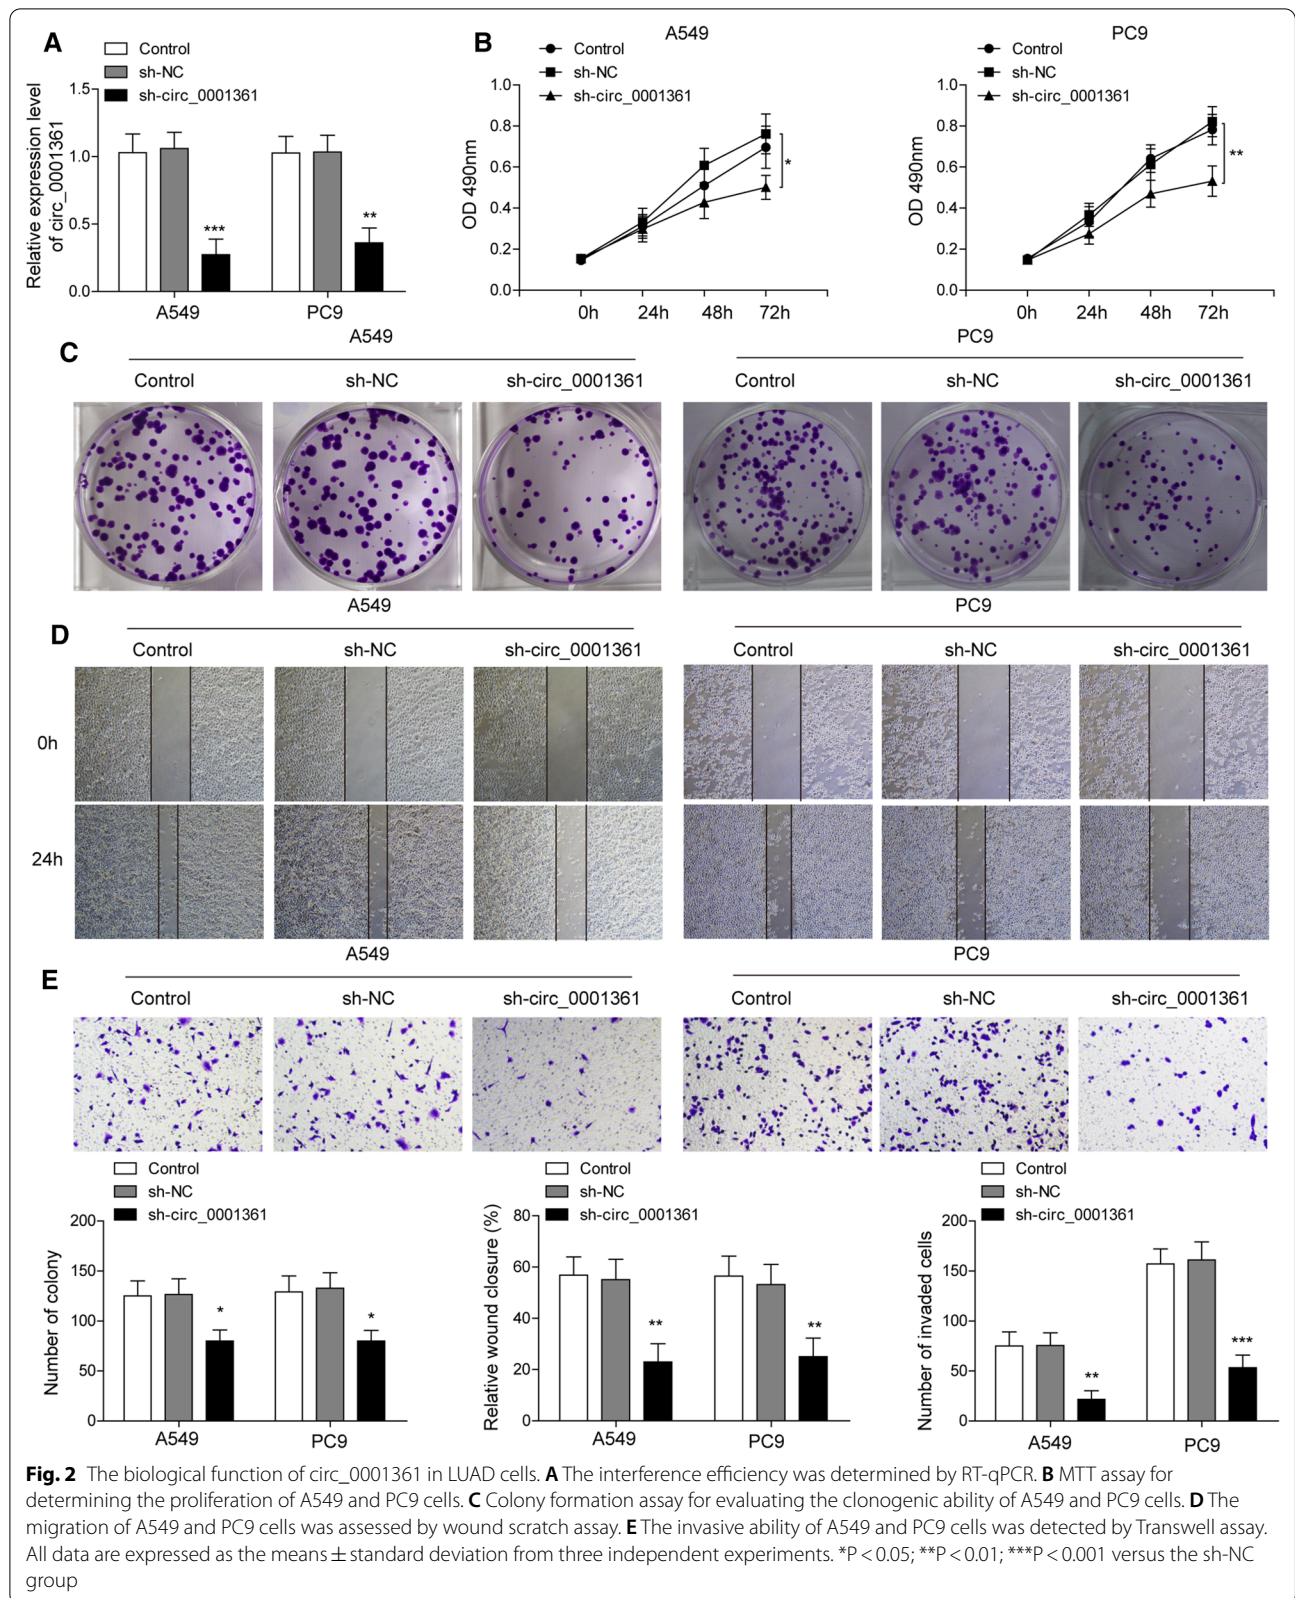 A
Control
sh-NC
sh-circ_0001361
Relative expression level
of circ_0001361
1.5
1.0
0.5
0.0
***
**
A549
PC9
B
A549
Control
sh-NC
sh-circ_0001361
OD 490nm
1.0
0.8
0.6
0.4
0.2
0.0
*
0h 24h 48h 72h
PC9
Control
sh-NC
sh-circ_0001361
OD 490nm
1.0
0.8
0.6
0.4
0.2
0.0
**
0h 24h 48h 72h
C
A549
PC9
Control sh-NC sh-circ_0001361 Control sh-NC sh-circ_0001361
D
A549
PC9
Control sh-NC sh-circ_0001361 Control sh-NC sh-circ_0001361
0h
24h
E
A549
PC9
Control sh-NC sh-circ_0001361 Control sh-NC sh-circ_0001361
Control
sh-NC
sh-circ_0001361
Number of colony
200
150
100
50
0
*
*
A549 PC9
Control
sh-NC
sh-circ_0001361
Relative wound closure (%)
80
60
40
20
0
**
**
A549 PC9
Control
sh-NC
sh-circ_0001361
Number of invaded cells
200
150
100
50
0
**
***
A549 PC9
Fig. 2 The biological function of circ_0001361 in LUAD cells. A The interference efficiency was determined by RT-qPCR. B MTT assay for
determining the proliferation of A549 and PC9 cells. C Colony formation assay for evaluating the clonogenic ability of A549 and PC9 cells. D The
migration of A549 and PC9 cells was assessed by wound scratch assay. E The invasive ability of A549 and PC9 cells was detected by Transwell assay.
All data are expressed as the means ± standard deviation from three independent experiments. *P < 0.05; **P < 0.01; ***P < 0.001 versus the sh-NC
group